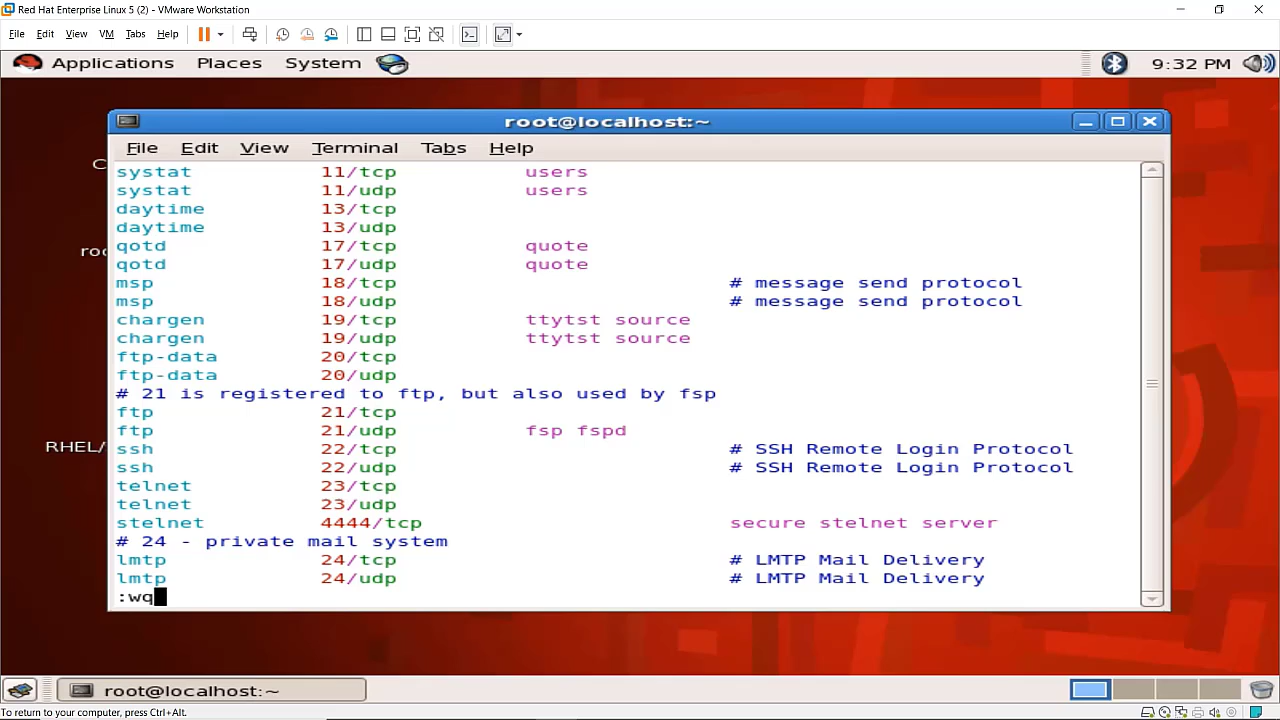 Red Hat Enterprise Linux 5 (2) - VMware Workstation
File Edit View VM Tabs Help
Applications Places System 9:32 PM
root@localhost:~
File Edit View Terminal Tabs Help
systat 11/tcp users
systat 11/udp users
daytime 13/tcp
daytime 13/udp
qotd 17/tcp quote
qotd 17/udp quote
msp 18/tcp # message send protocol
msp 18/udp # message send protocol
chargen 19/tcp ttytst source
chargen 19/udp ttytst source
ftp-data 20/tcp
ftp-data 20/udp
# 21 is registered to ftp, but also used by fsp
ftp 21/tcp
ftp 21/udp fsp fspd
ssh 22/tcp # SSH Remote Login Protocol
ssh 22/udp # SSH Remote Login Protocol
telnet 23/tcp
telnet 23/udp
stelnet 4444/tcp secure stelnet server
# 24 - private mail system
lmtp 24/tcp # LMTP Mail Delivery
lmtp 24/udp # LMTP Mail Delivery
:wq
C
roo
RHEL/
root@localhost:~
To return to your computer, press Ctrl+Alt.